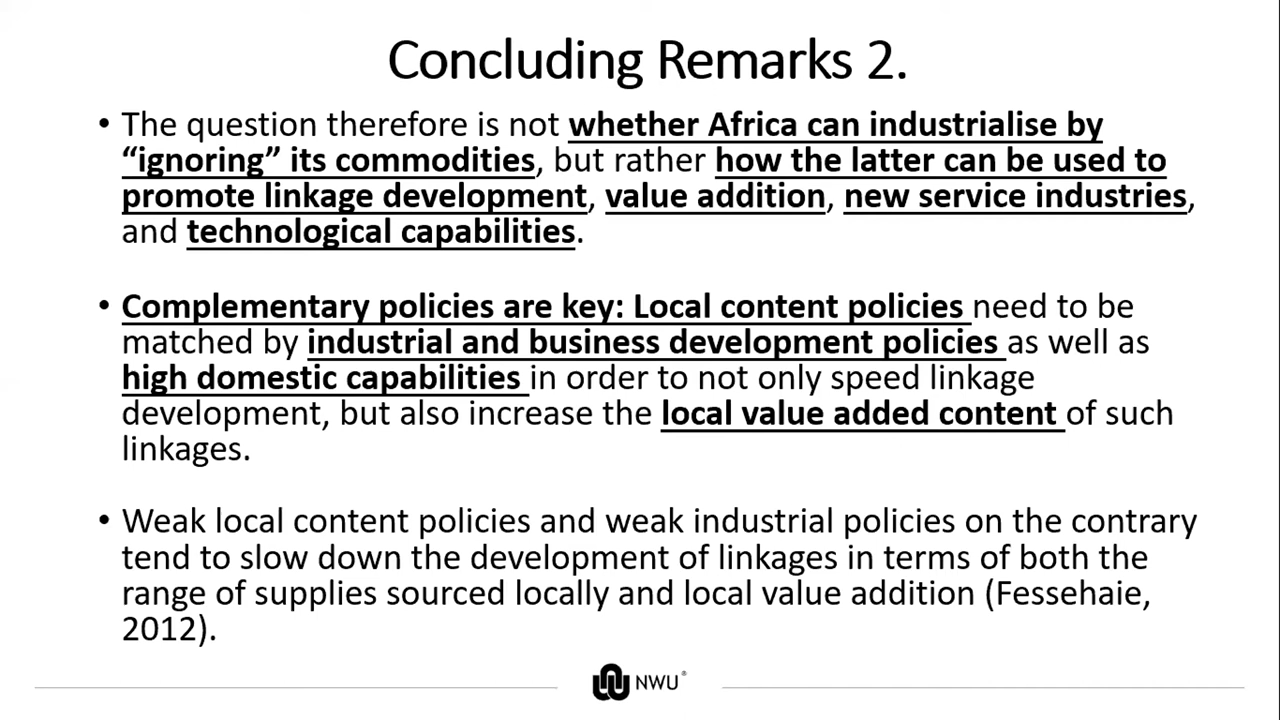 Concluding Remarks 2.
• The question therefore is not whether Africa can industrialise by
“ignoring” its commodities, but rather how the latter can be used to
promote linkage development, value addition, new service industries,
and technological capabilities.
• Complementary policies are key: Local content policies need to be
matched by industrial and business development policies as well as
high domestic capabilities in order to not only speed linkage
development, but also increase the local value added content of such
linkages.
• Weak local content policies and weak industrial policies on the contrary
tend to slow down the development of linkages in terms of both the
range of supplies sourced locally and local value addition (Fessehaie,
2012).
NWU®